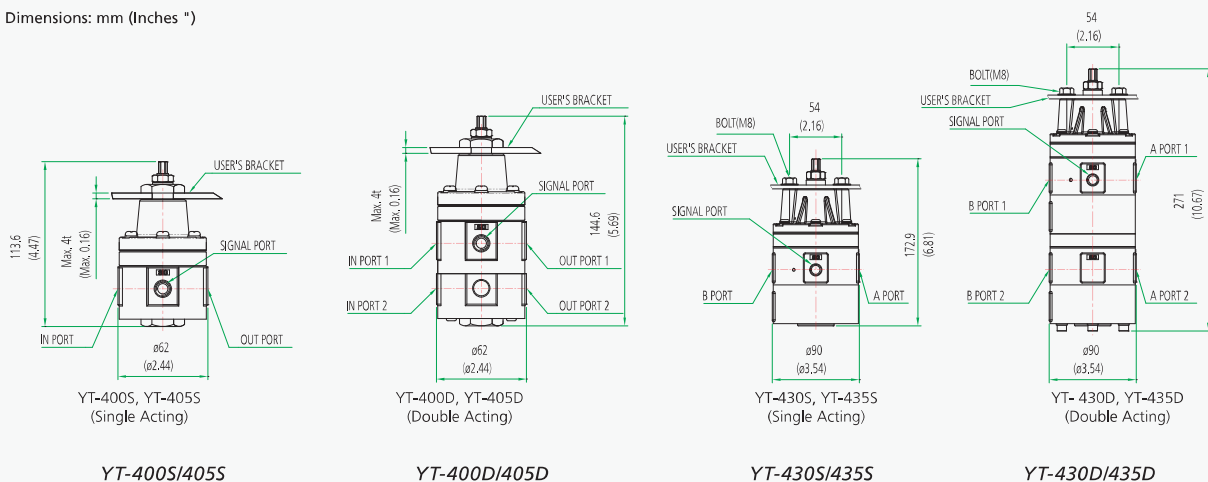 Dimensions: mm (Inches ")
113.6
(4.47)
Max. 4t
(Max. 0.16)
USER'S BRACKET
SIGNAL PORT
IN PORT
OUT PORT
ø62
(ø2.44)
YT-400S, YT-405S
(Single Acting)
YT-400S/405S
Max. 4t
(Max. 0.16)
USER'S BRACKET
SIGNAL PORT
144.6
(5.69)
IN PORT 1
OUT PORT 1
IN PORT 2
OUT PORT 2
ø62
(ø2.44)
YT-400D, YT-405D
(Double Acting)
YT-400D/405D
54
(2.16)
BOLT(M8)
USER'S BRACKET
SIGNAL PORT
172.9
(6.81)
B PORT
A PORT
ø90
(ø3,54)
YT-430S, YT-435S
(Single Acting)
YT-430S/435S
54
(2.16)
BOLT(M8)
USER'S BRACKET
SIGNAL PORT
A PORT 1
271
(10,67)
B PORT 1
B PORT 2
A PORT 2
ø90
(ø3,54)
YT- 430D, YT-435D
(Double Acting)
YT-430D/435D